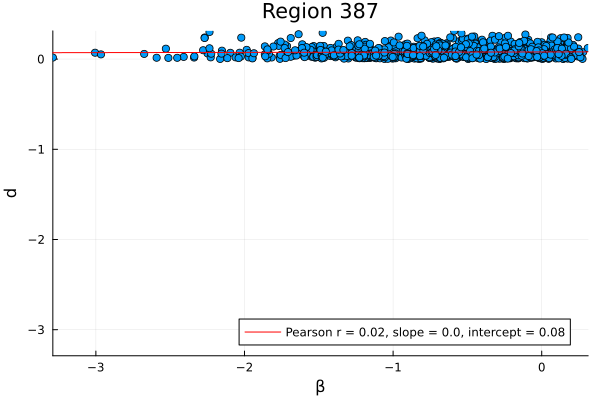 Region 387
0
−1
−2
−3
d
Pearson r = 0.02, slope = 0.0, intercept = 0.08
−3
−2
−1
0
β